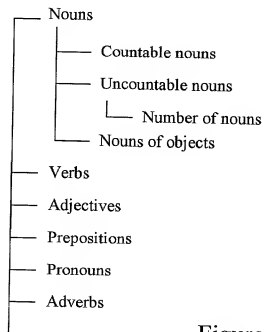 Nouns
Countable nouns
Uncountable nouns
Number of nouns
Nouns of objects
Verbs
Adjectives
Prepositions
Pronouns
Adverbs